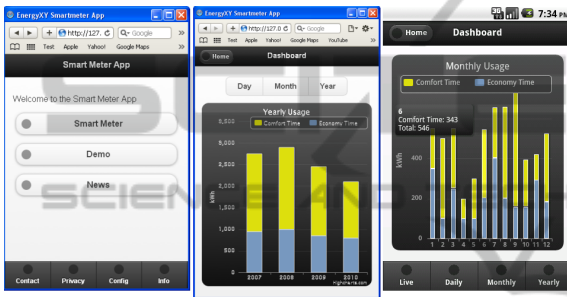 EnergyXY Smartmeter App
http://127.
Google
Test Apple Yahoo! Google Maps
Smart Meter App
Welcome to the Smart Meter App
Smart Meter
Demo
News
Contact Privacy Config Info
EnergyXY Smartmeter App
http://127.0
Google
Test Apple Yahoo! Google Maps YouTube
Home
Dashboard
Day Month Year
Yearly Usage
Comfort Time Economy Time
3,000
2,000
1,500
1,000
500
0
kWh
2007 2008 2009 2010
Highcharts.com
3G 7:34 PM
Home
Dashboard
Monthly Usage
Comfort Time Economy Time
6
Comfort Time: 343
Total: 546
400
200
0
kWh
1 2 3 4 5 6 7 8 9 10 11 12
Live Daily Monthly Yearly
SCIENCE AND TECH